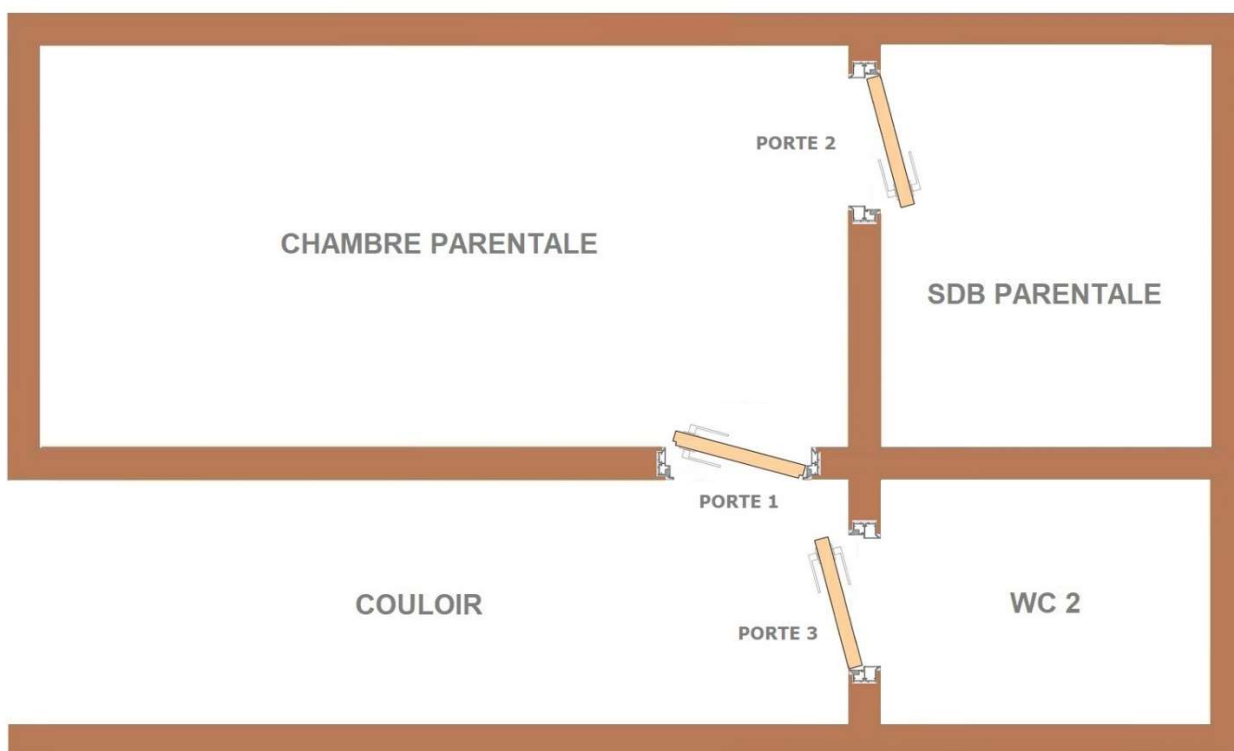 PORTE 2
CHAMBRE PARENTALE
SDB PARENTALE
PORTE 1
COULOIR
WC 2
PORTE 3